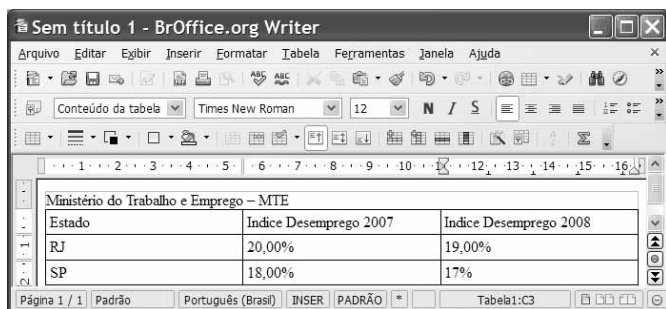 Sem título 1 - BrOffice.org Writer
Arquivo Editar Exibir Inserir Formatar Tabela Ferramentas Janela Ajuda
Conteúdo da tabela Times New Roman 12 N I S
1 2 3 4 5 6 7 8 9 10 11 12 13 14 15 16
Ministério do Trabalho e Emprego – MTE
Estado Indice Desemprego 2007 Indice Desemprego 2008
RJ 20,00% 19,00%
SP 18,00% 17%
Página 1 / 1 Padrão Português (Brasil) INSER PADRÃO * Tabela1:C3